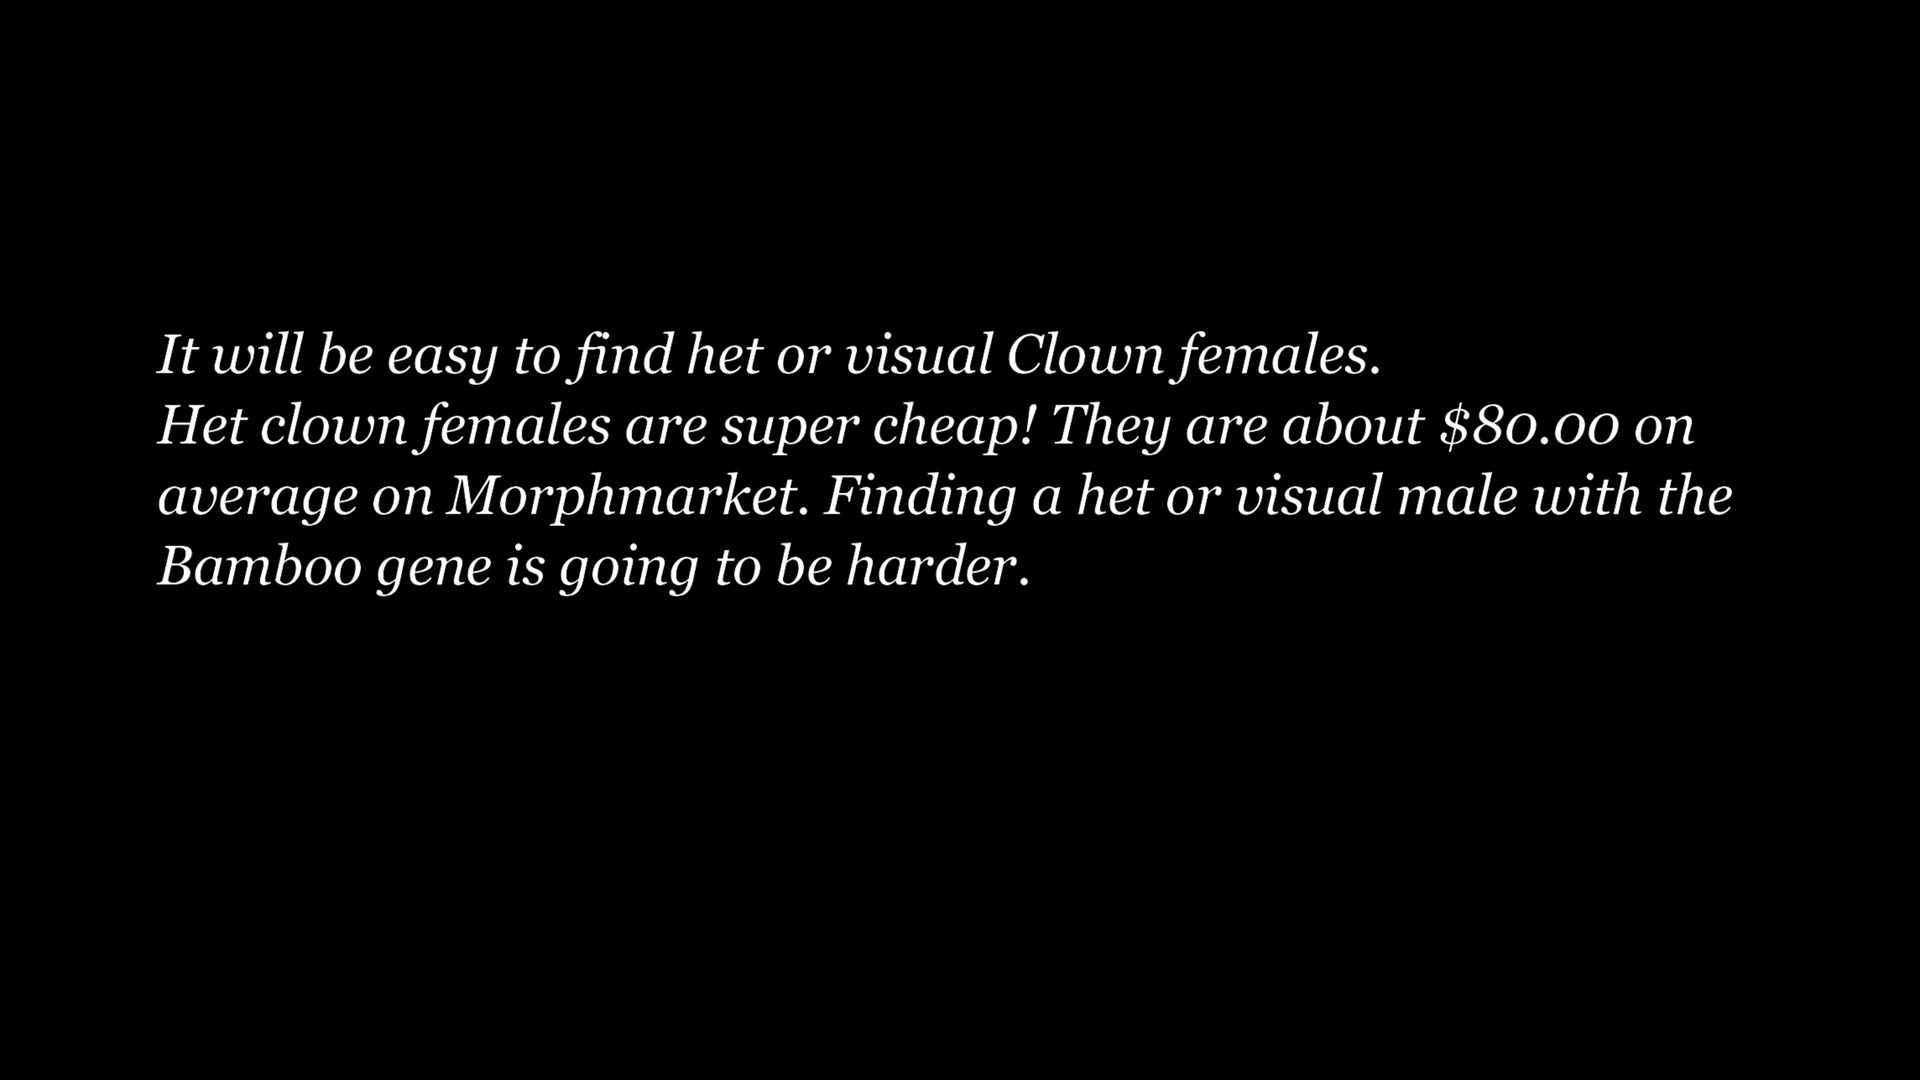 It will be easy to find het or visual Clown females.
Het clown females are super cheap! They are about $80.00 on
average on Morphmarket. Finding a het or visual male with the
Bamboo gene is going to be harder.